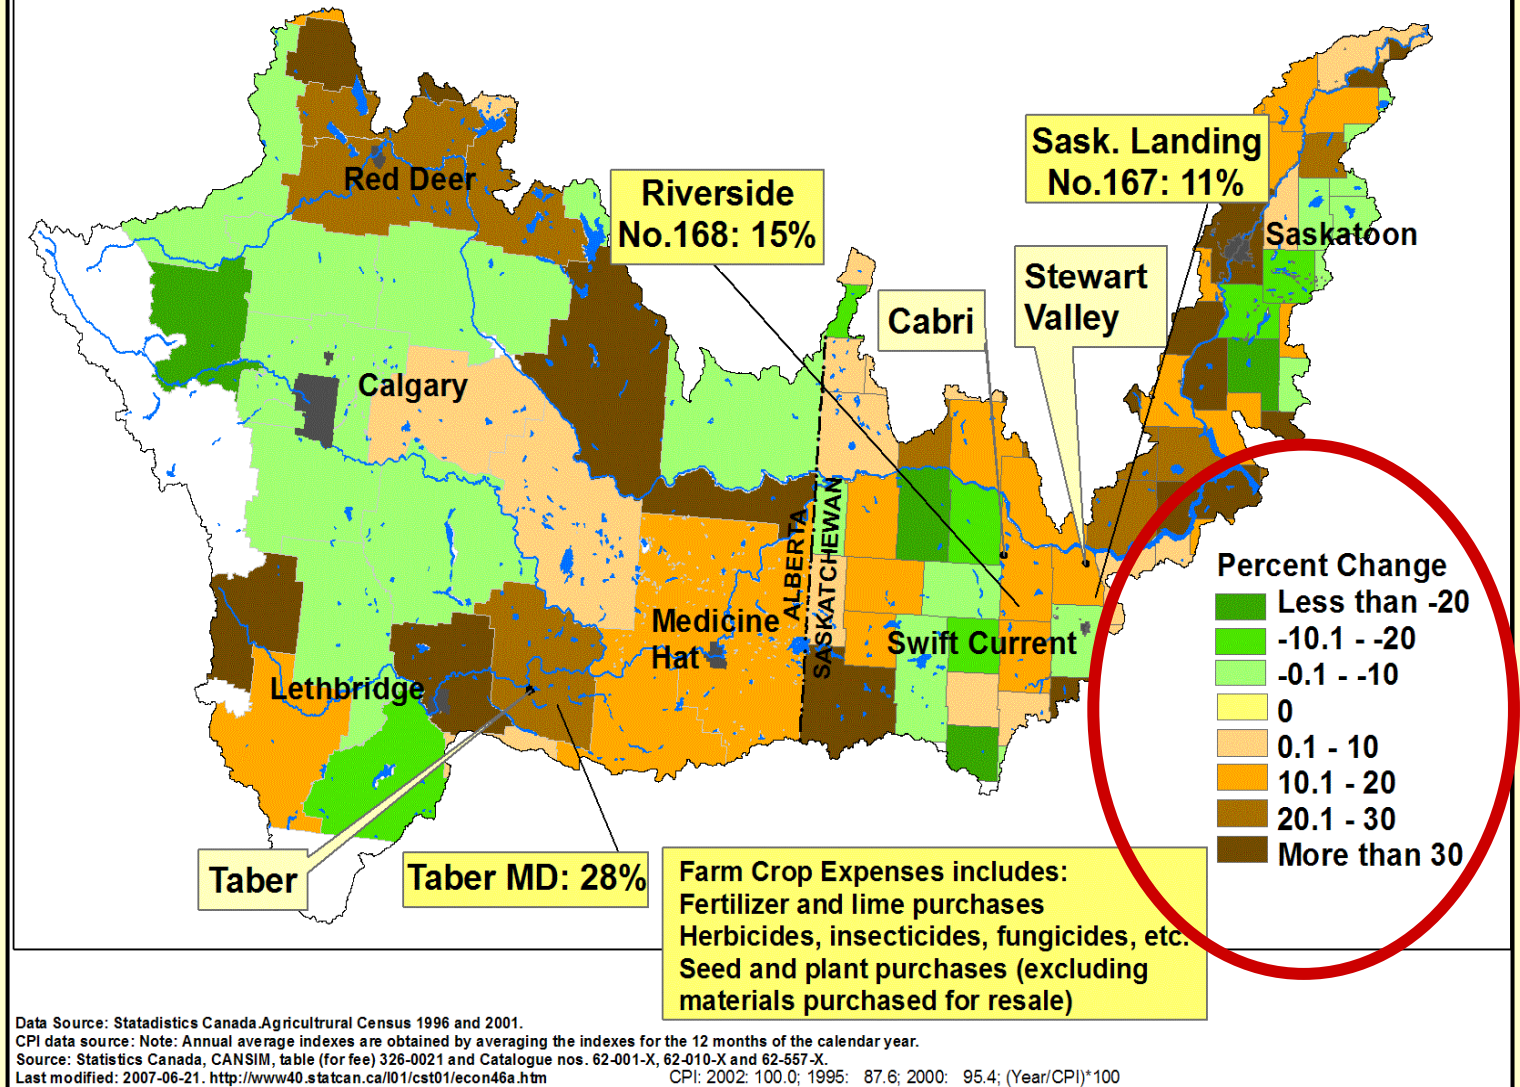 Sask. Landing
No.167: 11%
Riverside
No.168: 15%
Red Deer
Saskatoon
Stewart
Valley
Cabri
Calgary
ALBERTA
SASKATCHEWAN
Medicine
Hat
Swift Current
Lethbridge
Taber
Taber MD: 28%
Percent Change
Less than -20
-10.1 - -20
-0.1 - -10
0
0.1 - 10
10.1 - 20
20.1 - 30
More than 30
Farm Crop Expenses includes:
Fertilizer and lime purchases
Herbicides, insecticides, fungicides, etc.
Seed and plant purchases (excluding
materials purchased for resale)
Data Source: Statadistics Canada.Agricultrural Census 1996 and 2001.
CPI data source: Note: Annual average indexes are obtained by averaging the indexes for the 12 months of the calendar year.
Source: Statistics Canada, CANSIM, table (for fee) 326-0021 and Catalogue nos. 62-001-X, 62-010-X and 62-557-X.
Last modified: 2007-06-21. http://www40.statcan.ca/l01/cst01/econ46a.htm
CPI: 2002: 100.0; 1995: 87.6; 2000: 95.4; (Year/CPI)*100